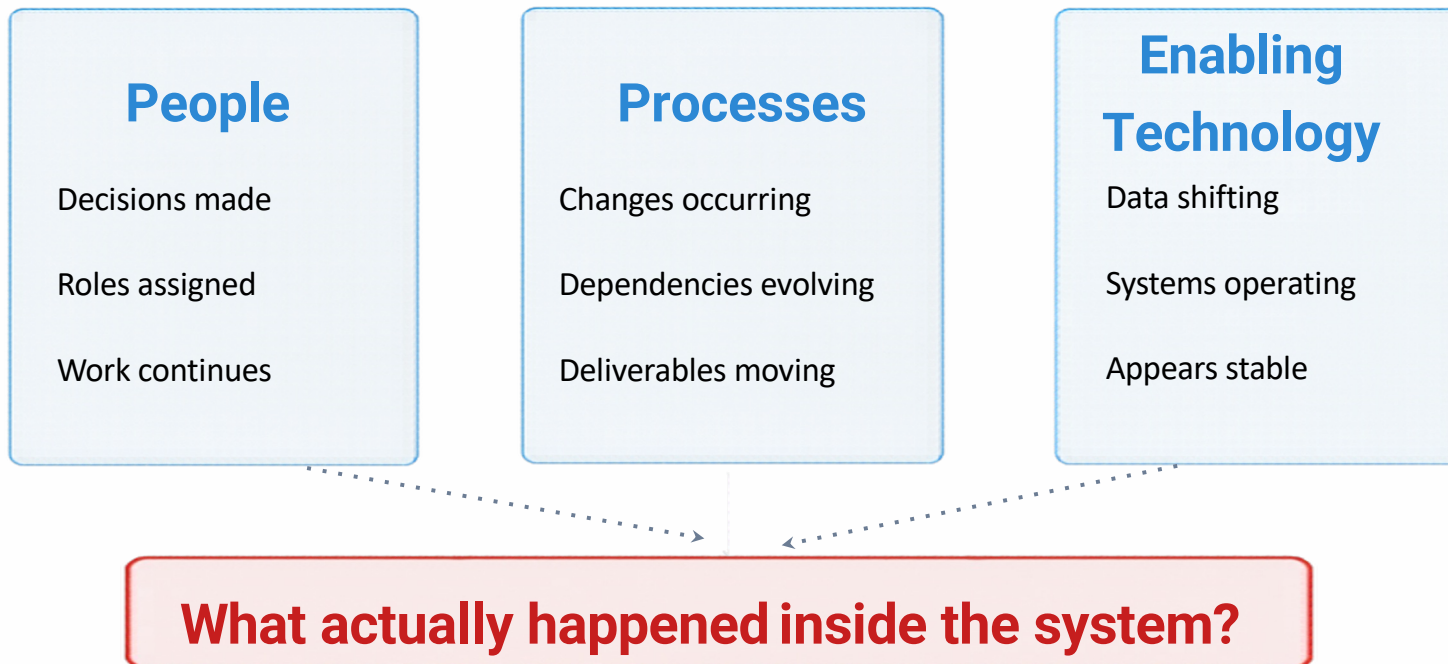 People
Decisions made
Roles assigned
Work continues
Processes
Changes occurring
Dependencies evolving
Deliverables moving
Enabling
Technology
Data shifting
Systems operating
Appears stable
What actually happened inside the system?